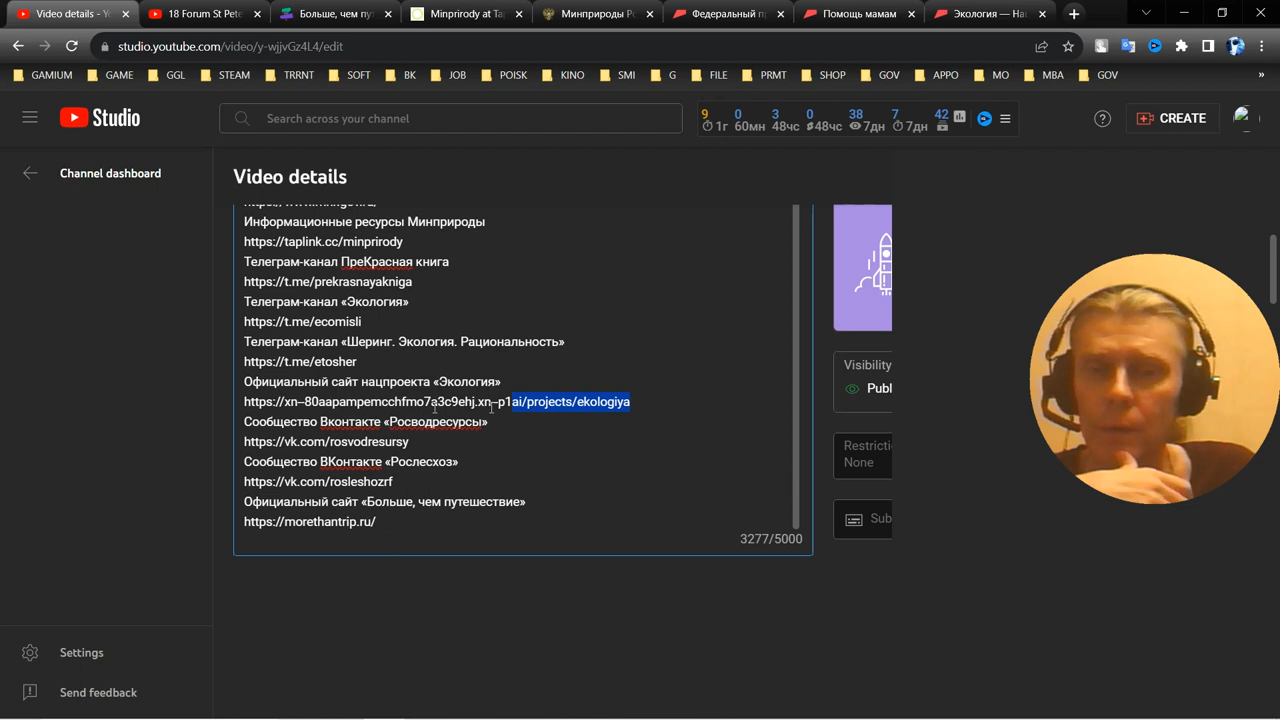 Video details - Y
18 Forum St Pete
Больше, чем пут
Minprirody at Tap
Минприроды Ро
Федеральный п
Помощь мамам
Экология — На
studio.youtube.com/video/y-wjjvGz4L4/edit
GAMIUM GAME GGL STEAM TRRNT SOFT BK JOB POISK KINO SMI G FILE PRMT SHOP GOV APPO MO MBA GOV »
Studio
Search across your channel
9 0 3 0 38 7 42
1г 60мн 48чс 48чс 7дн 7дн
CREATE
Channel dashboard
Video details
Информационные ресурсы Минприроды
https://taplink.cc/minprirody
Телеграм-канал ПреКрасная книга
https://t.me/prekrasnayakniga
Телеграм-канал «Экология»
https://t.me/ecomisli
Телеграм-канал «Шеринг. Экология. Рациональность»
https://t.me/etosher
Официальный сайт нацпроекта «Экология»
https://xn--80aapampemcchfmo7a3c9ehj.xn--p1ai/projects/ekologiya
Сообщество Вконтакте «Росводресурсы»
https://vk.com/rosvodresursy
Сообщество ВКонтакте «Рослесхоз»
https://vk.com/rosleshozrf
Официальный сайт «Больше, чем путешествие»
https://morethantrip.ru/
3277/5000
Visibility
Publ
Restricti
None
Sub
Settings
Send feedback